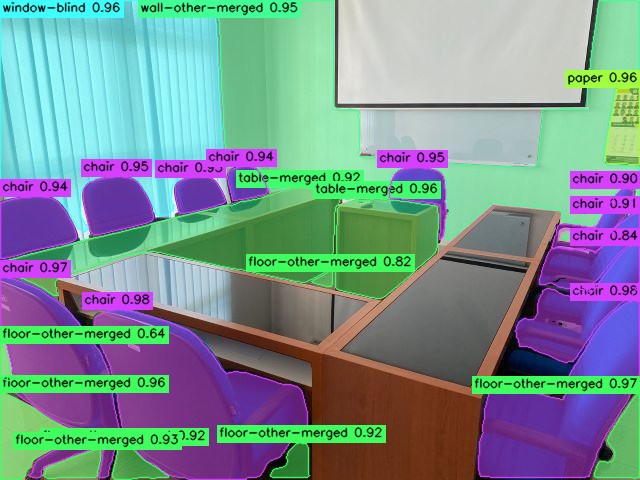 window-blind 0.96
wall-other-merged 0.95
paper 0.96
chair 0.94
chair 0.95
chair 0.95
chair 0.94
table-merged 0.92
chair 0.95
table-merged 0.96
chair 0.90
chair 0.91
chair 0.84
floor-other-merged 0.82
chair 0.97
chair 0.98
chair 0.98
floor-other-merged 0.64
floor-other-merged 0.96
floor-other-merged 0.97
0.92
floor-other-merged 0.93
floor-other-merged 0.92